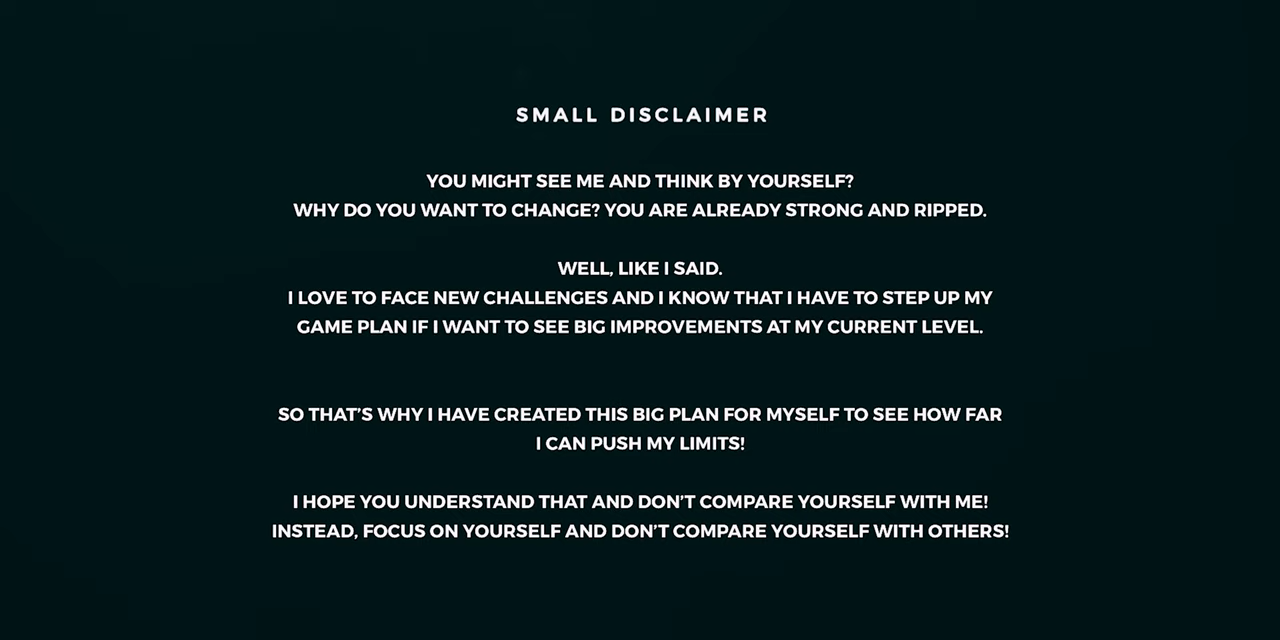 SMALL DISCLAIMER
YOU MIGHT SEE ME AND THINK BY YOURSELF?
WHY DO YOU WANT TO CHANGE? YOU ARE ALREADY STRONG AND RIPPED.
WELL, LIKE I SAID.
I LOVE TO FACE NEW CHALLENGES AND I KNOW THAT I HAVE TO STEP UP MY
GAME PLAN IF I WANT TO SEE BIG IMPROVEMENTS AT MY CURRENT LEVEL.
SO THAT’S WHY I HAVE CREATED THIS BIG PLAN FOR MYSELF TO SEE HOW FAR
I CAN PUSH MY LIMITS!
I HOPE YOU UNDERSTAND THAT AND DON’T COMPARE YOURSELF WITH ME!
INSTEAD, FOCUS ON YOURSELF AND DON’T COMPARE YOURSELF WITH OTHERS!